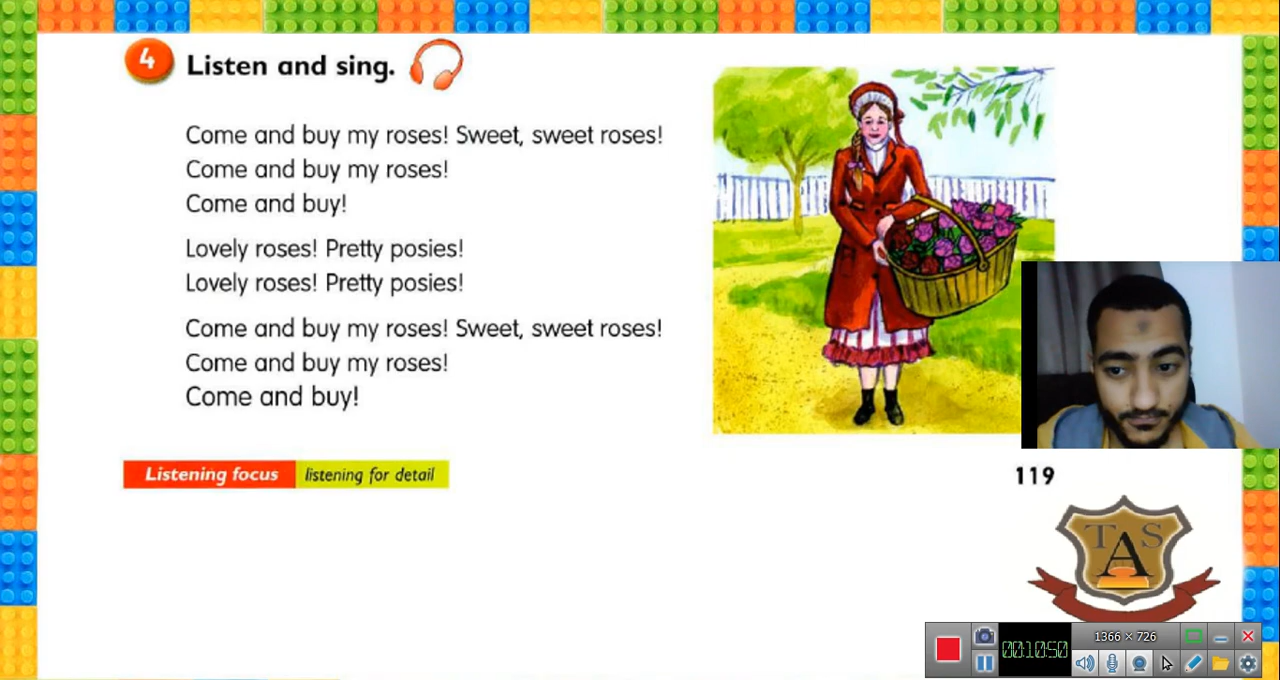 4 Listen and sing.
Come and buy my roses! Sweet, sweet roses!
Come and buy my roses!
Come and buy!
Lovely roses! Pretty posies!
Lovely roses! Pretty posies!
Come and buy my roses! Sweet, sweet roses!
Come and buy my roses!
Come and buy!
Listening focus listening for detail
119
TAS
1366 × 726
00:10:50